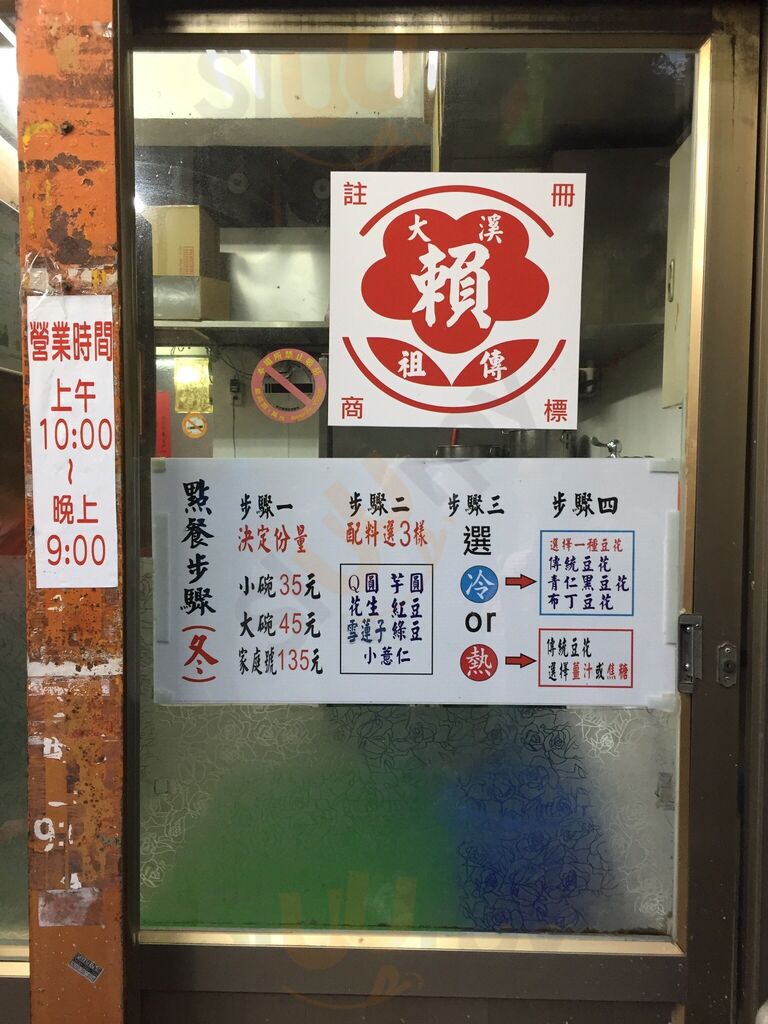 註 冊
大 溪
賴
祖 傳
商 標
營業時間
上午
10:00
~
晚上
9:00
點餐步驟(冬)
步驟一
決定份量
小碗35元
大碗45元
家庭號135元
步驟二
配料選3樣
Q圓 芋圓
花生 紅豆
雪蓮子 綠豆
小薏仁
步驟三
選
冷
or
熱
步驟四
選擇一種豆花
傳統豆花
青仁黑豆花
布丁豆花
傳統豆花
選擇薑汁或焦糖